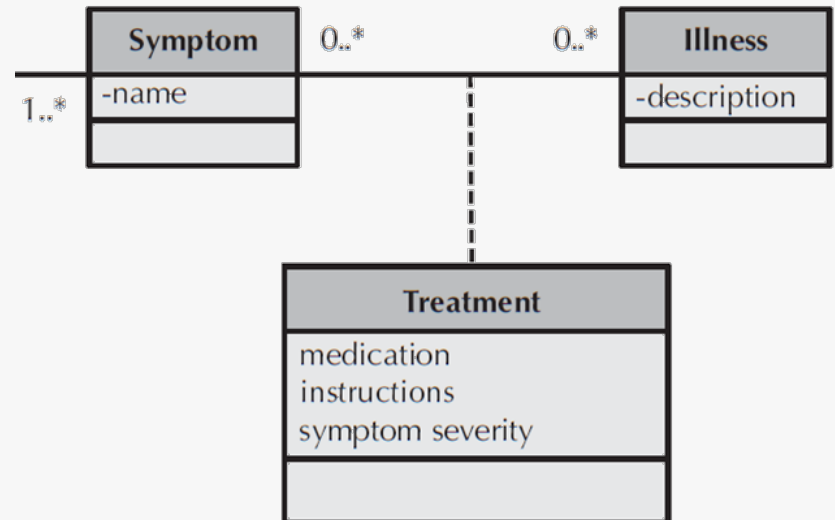 Symptom
0..*
0..*
Illness
1..*
-name
-description
Treatment
medication
instructions
symptom severity